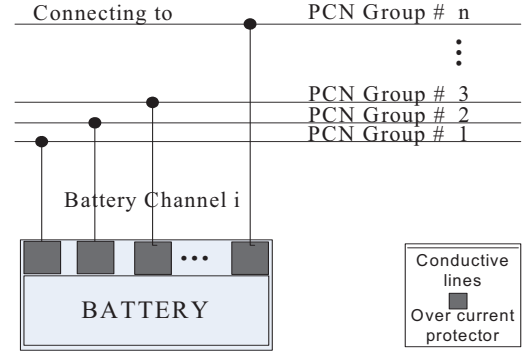 Connecting to PCN Group # n
PCN Group # 3
PCN Group # 2
PCN Group # 1
Battery Channel i
BATTERY
Conductive
lines
Over current
protector